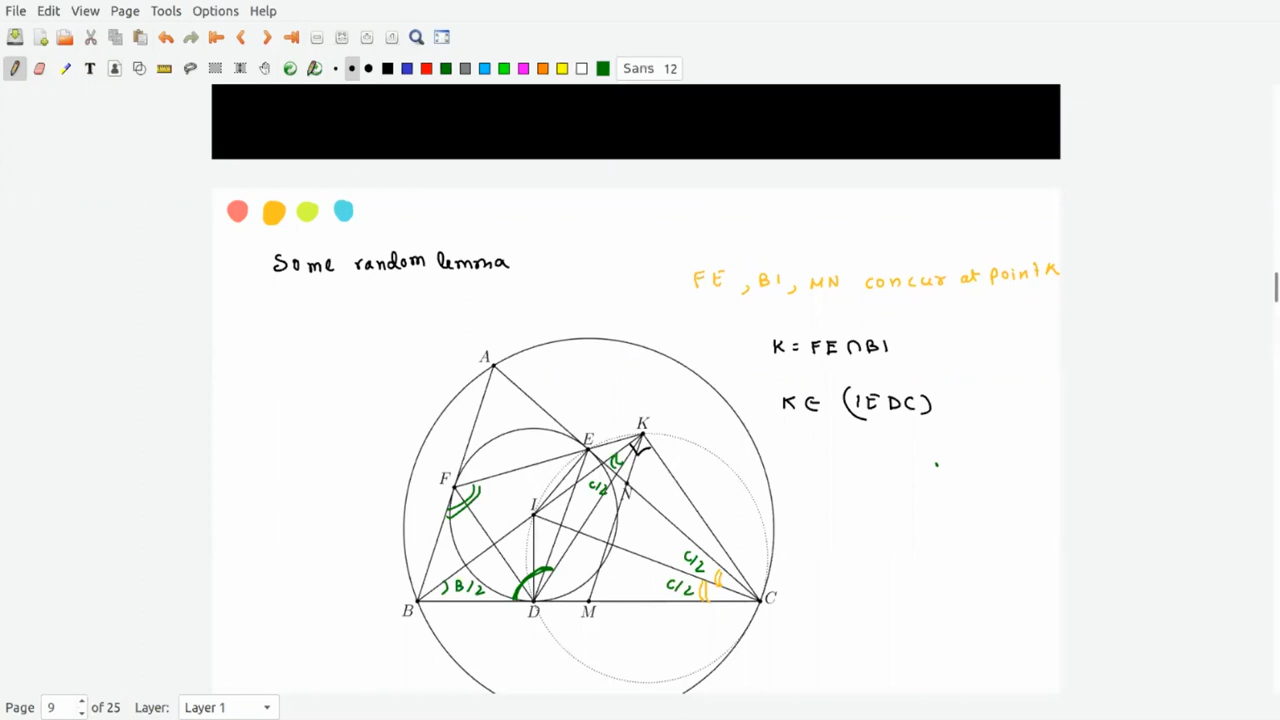 File Edit View Page Tools Options Help
Sans 12
Some random lemma
FE, BI, MN concur at point K
K = FE ∩ BI
K ∈ (IEDC)
A
K
E
F
C/2
N
I
C/2
B/2
C/2
B
D
M
C
Page 9 of 25 Layer: Layer 1